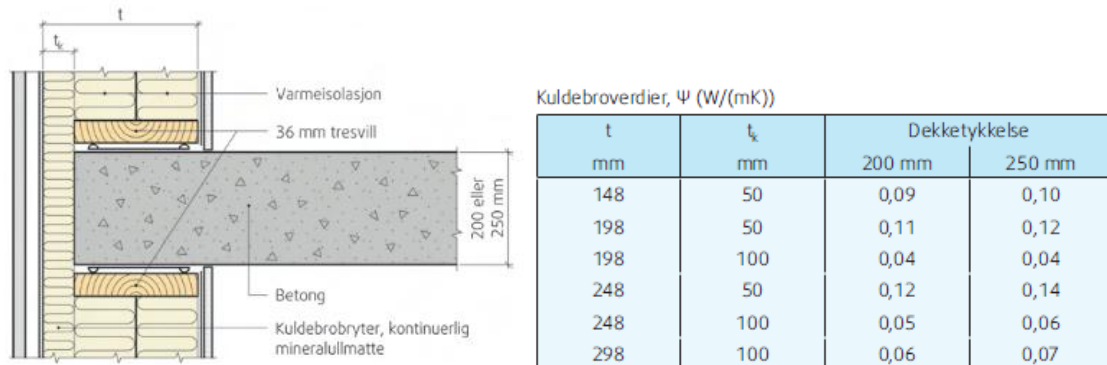 t
tk
Varmeisolasjon
36 mm tresvill
200 eller
250 mm
Betong
Kuldebrobryter, kontinuerlig
mineralullmatte
Kuldebroverdier, Ψ (W/(mK))
t tk Dekketykkelse
mm mm 200 mm 250 mm
148 50 0,09 0,10
198 50 0,11 0,12
198 100 0,04 0,04
248 50 0,12 0,14
248 100 0,05 0,06
298 100 0,06 0,07